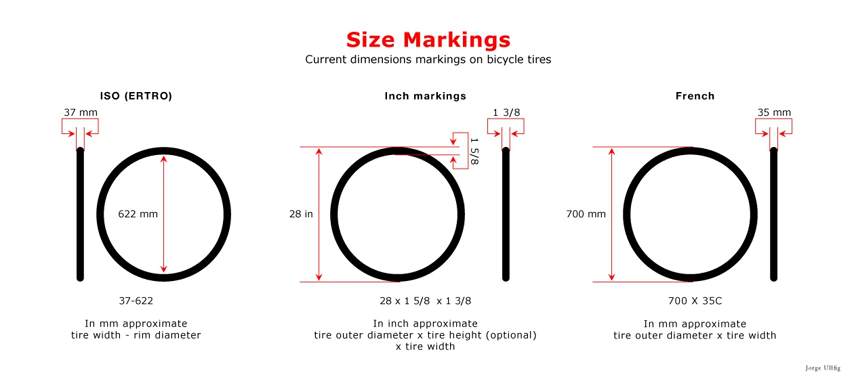 Size Markings
Current dimensions markings on bicycle tires
ISO (ERTRO)
37 mm
622 mm
37-622
In mm approximate
tire width - rim diameter
Inch markings
1 3/8
1 5/8
28 in
28 x 1 5/8 x 1 3/8
In inch approximate
tire outer diameter x tire height (optional)
x tire width
French
35 mm
700 mm
700 X 35C
In mm approximate
tire outer diameter x tire width